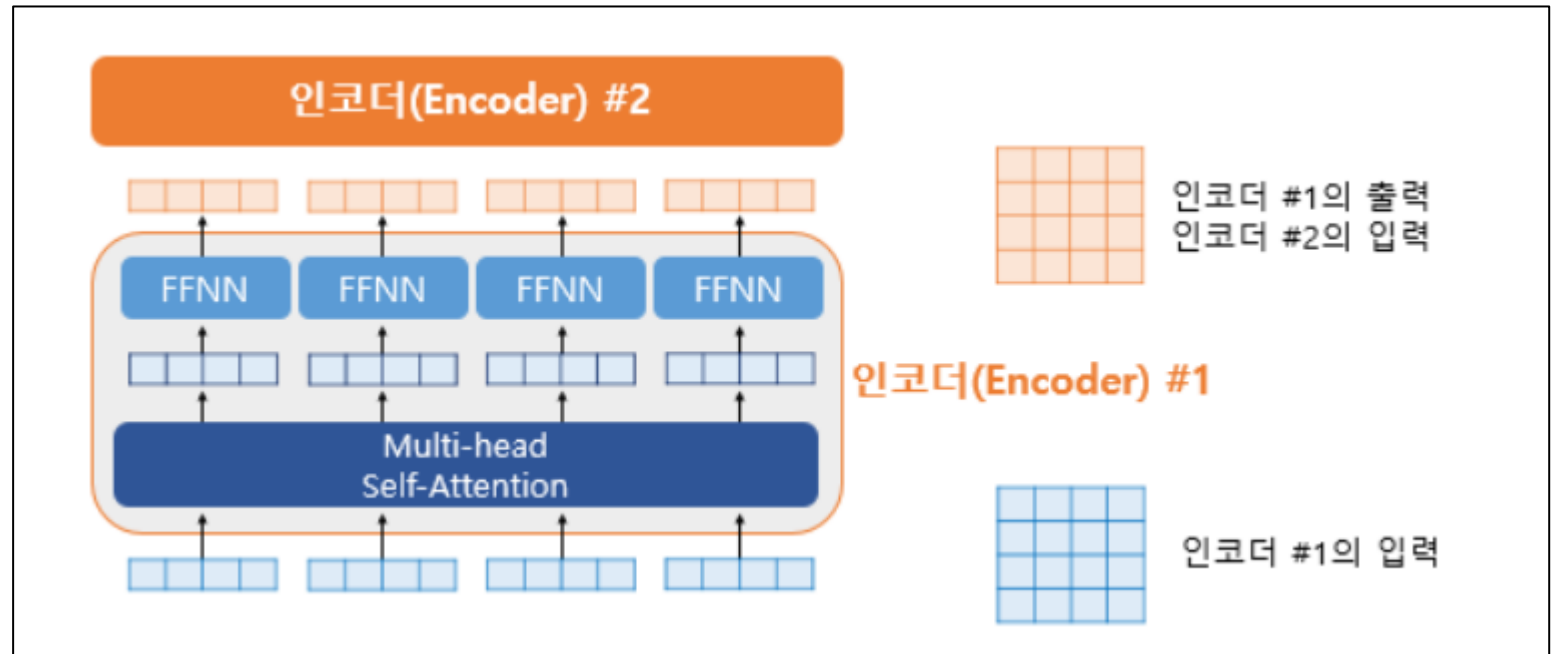 인코더(Encoder) #2
인코더 #1의 출력
인코더 #2의 입력
FFNN
FFNN
FFNN
FFNN
인코더(Encoder) #1
Multi-head
Self-Attention
인코더 #1의 입력